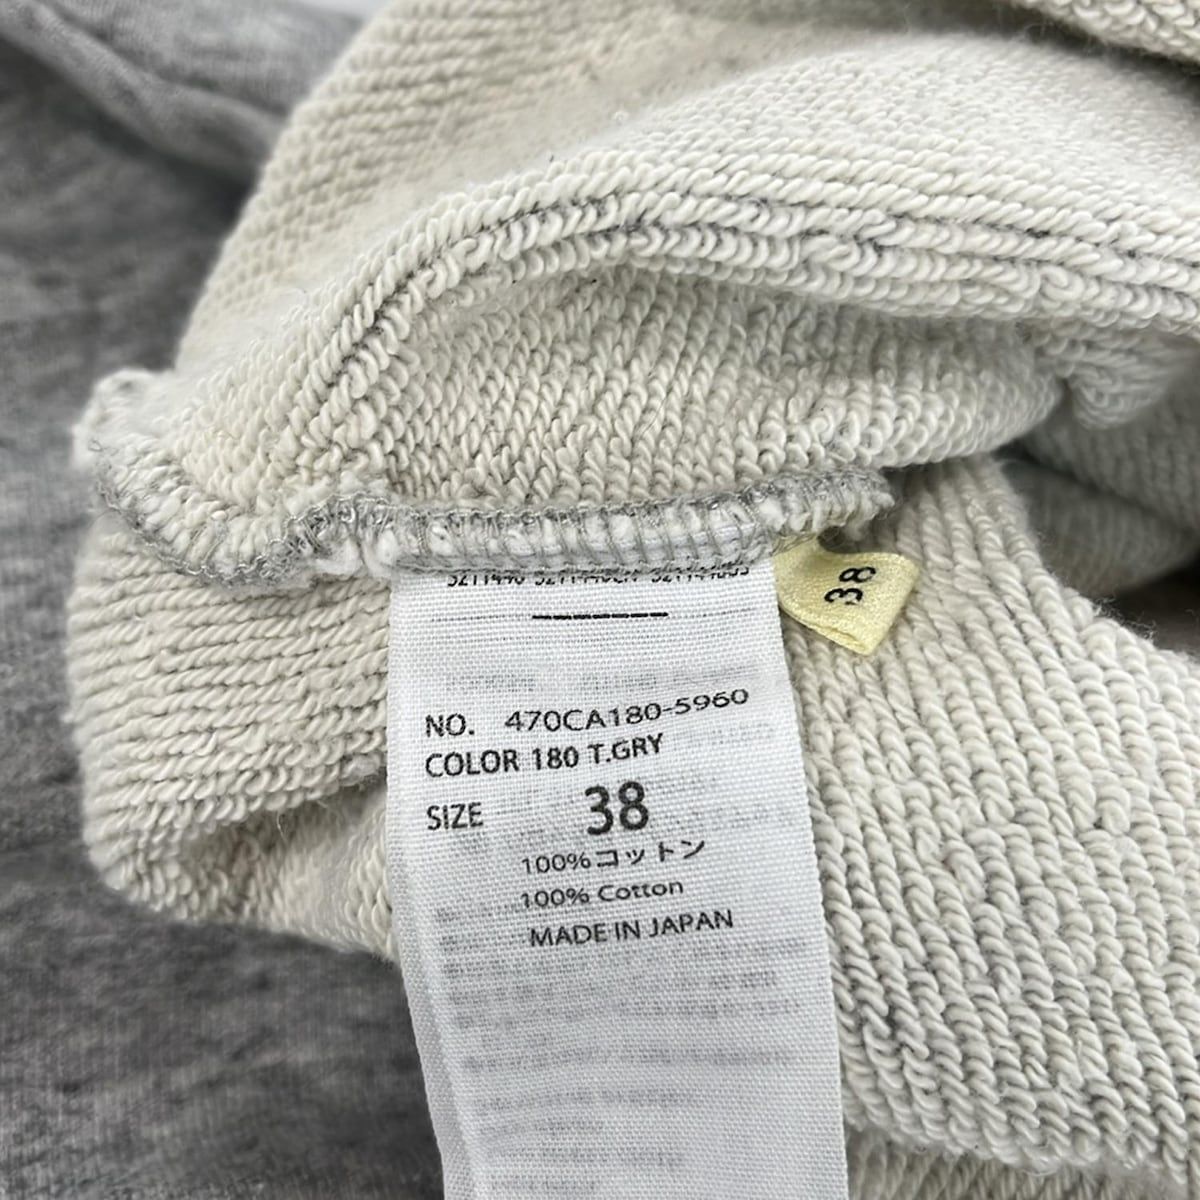 38
NO. 470CA180-5960
COLOR 180 T.GRY
SIZE 38
100%コットン
100% Cotton
MADE IN JAPAN